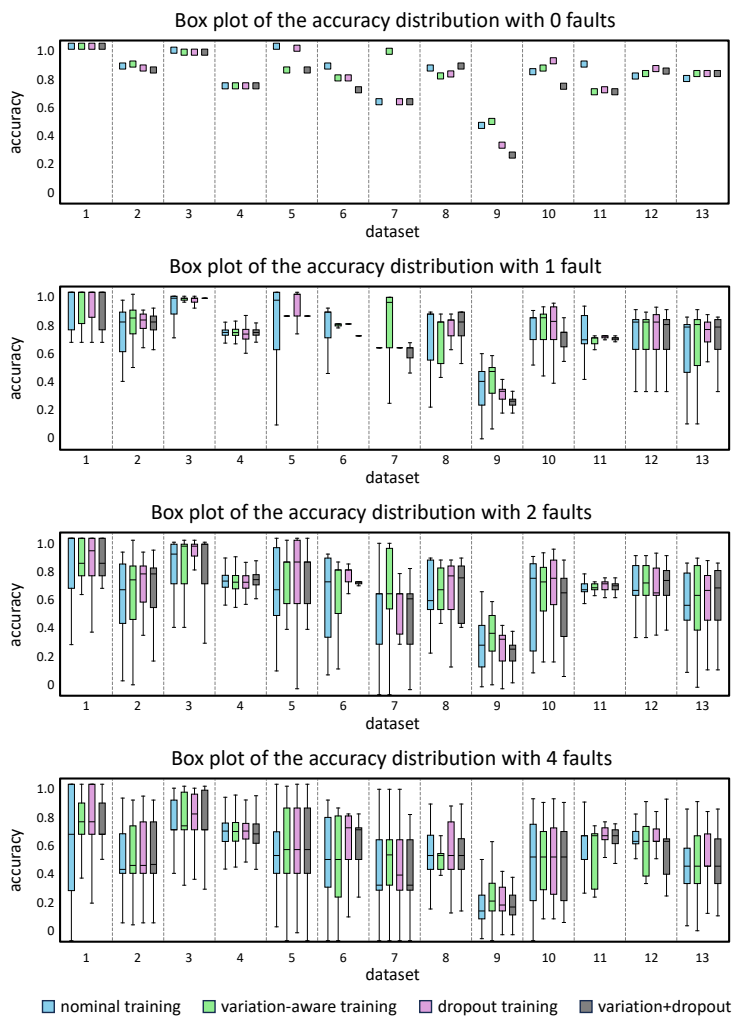 Box plot of the accuracy distribution with 0 faults
accuracy
1.0
0.8
0.6
0.4
0.2
0
1 2 3 4 5 6 7 8 9 10 11 12 13
dataset
Box plot of the accuracy distribution with 1 fault
accuracy
1.0
0.8
0.6
0.4
0.2
0
1 2 3 4 5 6 7 8 9 10 11 12 13
dataset
Box plot of the accuracy distribution with 2 faults
accuracy
1.0
0.8
0.6
0.4
0.2
0
1 2 3 4 5 6 7 8 9 10 11 12 13
dataset
Box plot of the accuracy distribution with 4 faults
accuracy
1.0
0.8
0.6
0.4
0.2
0
1 2 3 4 5 6 7 8 9 10 11 12 13
dataset
nominal training variation-aware training dropout training variation+dropout